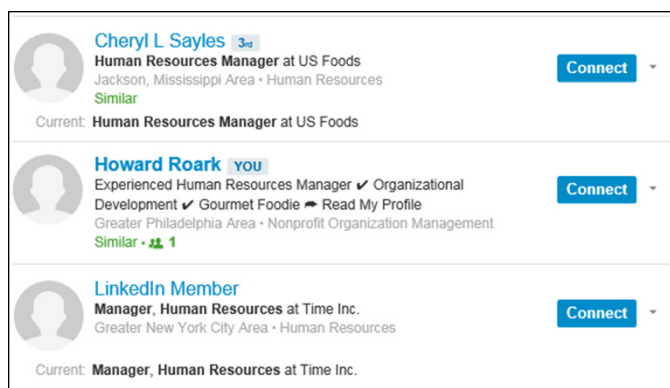 Cheryl L Sayles 3rd
Human Resources Manager at US Foods
Connect
Jackson, Mississippi Area • Human Resources
Similar
Current: Human Resources Manager at US Foods
Howard Roark YOU
Experienced Human Resources Manager ✔ Organizational
Connect
Development ✔ Gourmet Foodie ➦ Read My Profile
Greater Philadelphia Area • Nonprofit Organization Management
Similar • 1
LinkedIn Member
Manager, Human Resources at Time Inc.
Connect
Greater New York City Area • Human Resources
Current: Manager, Human Resources at Time Inc.